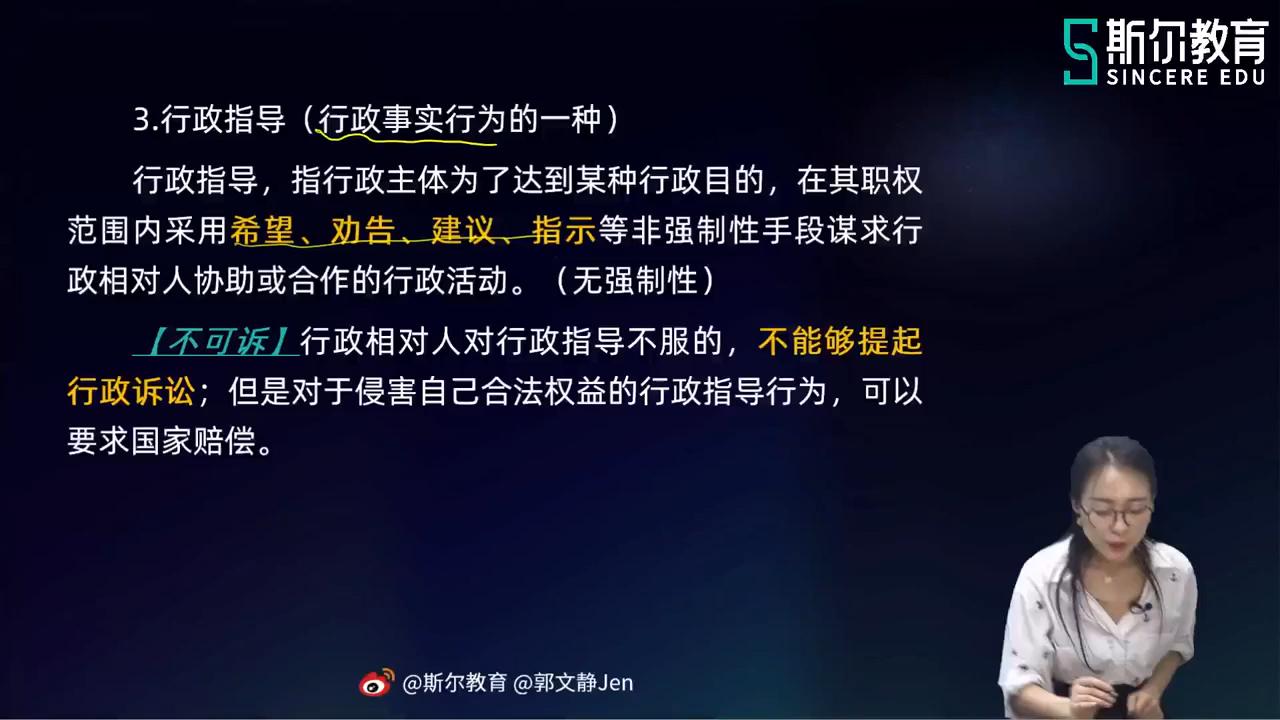 斯尔教育
SINCERE EDU
3.行政指导（行政事实行为的一种）
行政指导，指行政主体为了达到某种行政目的，在其职权
范围内采用希望、劝告、建议、指示等非强制性手段谋求行
政相对人协助或合作的行政活动。（无强制性）
【不可诉】行政相对人对行政指导不服的，不能够提起
行政诉讼；但是对于侵害自己合法权益的行政指导行为，可以
要求国家赔偿。
@斯尔教育 @郭文静Jen